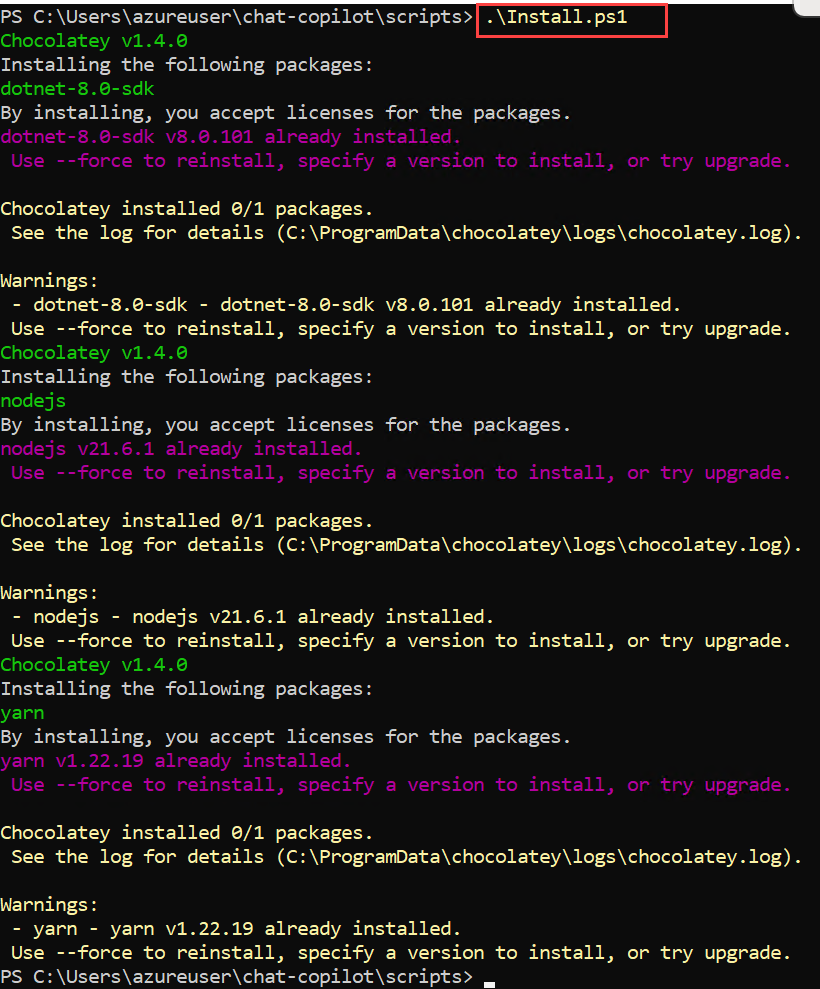 PS C:\Users\azureuser\chat-copilot\scripts> .\Install.ps1
Chocolatey v1.4.0
Installing the following packages:
dotnet-8.0-sdk
By installing, you accept licenses for the packages.
dotnet-8.0-sdk v8.0.101 already installed.
 Use --force to reinstall, specify a version to install, or try upgrade.

Chocolatey installed 0/1 packages.
 See the log for details (C:\ProgramData\chocolatey\logs\chocolatey.log).

Warnings:
 - dotnet-8.0-sdk - dotnet-8.0-sdk v8.0.101 already installed.
 Use --force to reinstall, specify a version to install, or try upgrade.
Chocolatey v1.4.0
Installing the following packages:
nodejs
By installing, you accept licenses for the packages.
nodejs v21.6.1 already installed.
 Use --force to reinstall, specify a version to install, or try upgrade.

Chocolatey installed 0/1 packages.
 See the log for details (C:\ProgramData\chocolatey\logs\chocolatey.log).

Warnings:
 - nodejs - nodejs v21.6.1 already installed.
 Use --force to reinstall, specify a version to install, or try upgrade.
Chocolatey v1.4.0
Installing the following packages:
yarn
By installing, you accept licenses for the packages.
yarn v1.22.19 already installed.
 Use --force to reinstall, specify a version to install, or try upgrade.

Chocolatey installed 0/1 packages.
 See the log for details (C:\ProgramData\chocolatey\logs\chocolatey.log).

Warnings:
 - yarn - yarn v1.22.19 already installed.
 Use --force to reinstall, specify a version to install, or try upgrade.
PS C:\Users\azureuser\chat-copilot\scripts>